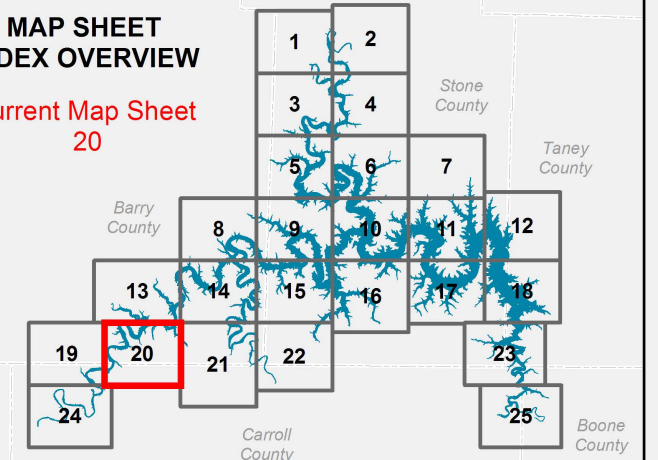 MAP SHEET
DEX OVERVIEW
urrent Map Sheet
20
1
2
3
4
Stone
County
5
6
7
Taney
County
Barry
County
8
9
10
11
12
13
14
15
16
17
18
19
20
21
22
23
24
25
Carroll
County
Boone
County